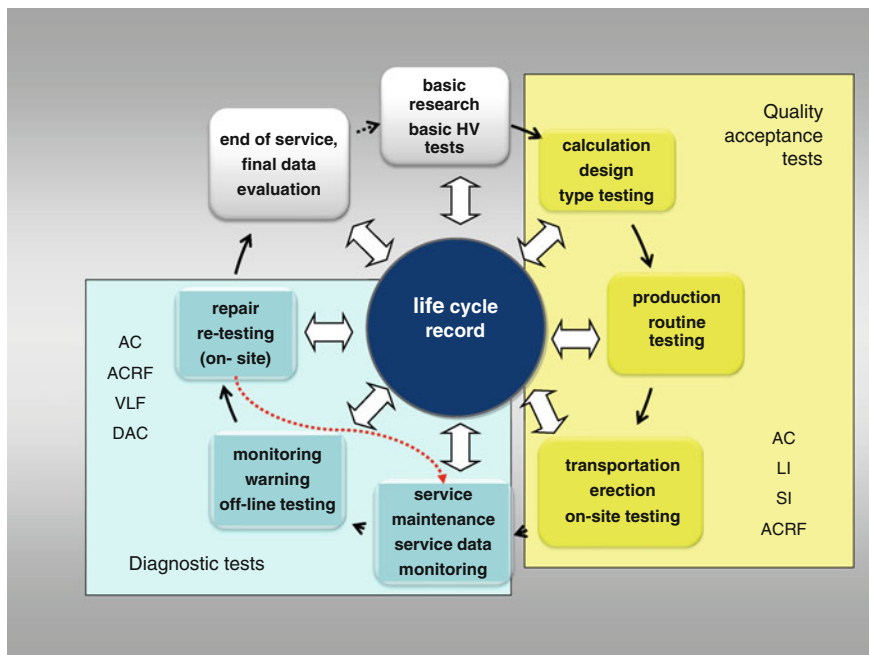 basic
research
basic HV
tests
end of service,
final data
evaluation
Quality
acceptance
tests
calculation
design
type testing
life cycle
record
production
routine
testing
repair
re-testing
(on- site)
AC
ACRF
VLF
DAC
monitoring
warning
off-line testing
transportation
erection
on-site testing
AC
LI
SI
ACRF
service
maintenance
service data
monitoring
Diagnostic tests